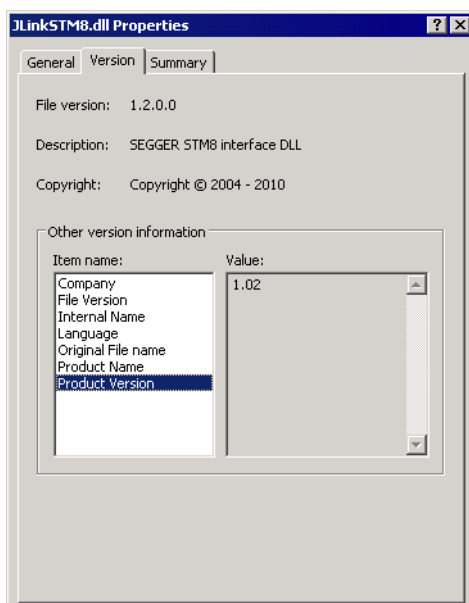 JLinkSTM8.dll Properties
General Version Summary
File version: 1.2.0.0
Description: SEGGER STM8 interface DLL
Copyright: Copyright © 2004 - 2010
Other version information
Item name: Value:
Company 1.02
File Version
Internal Name
Language
Original File name
Product Name
Product Version